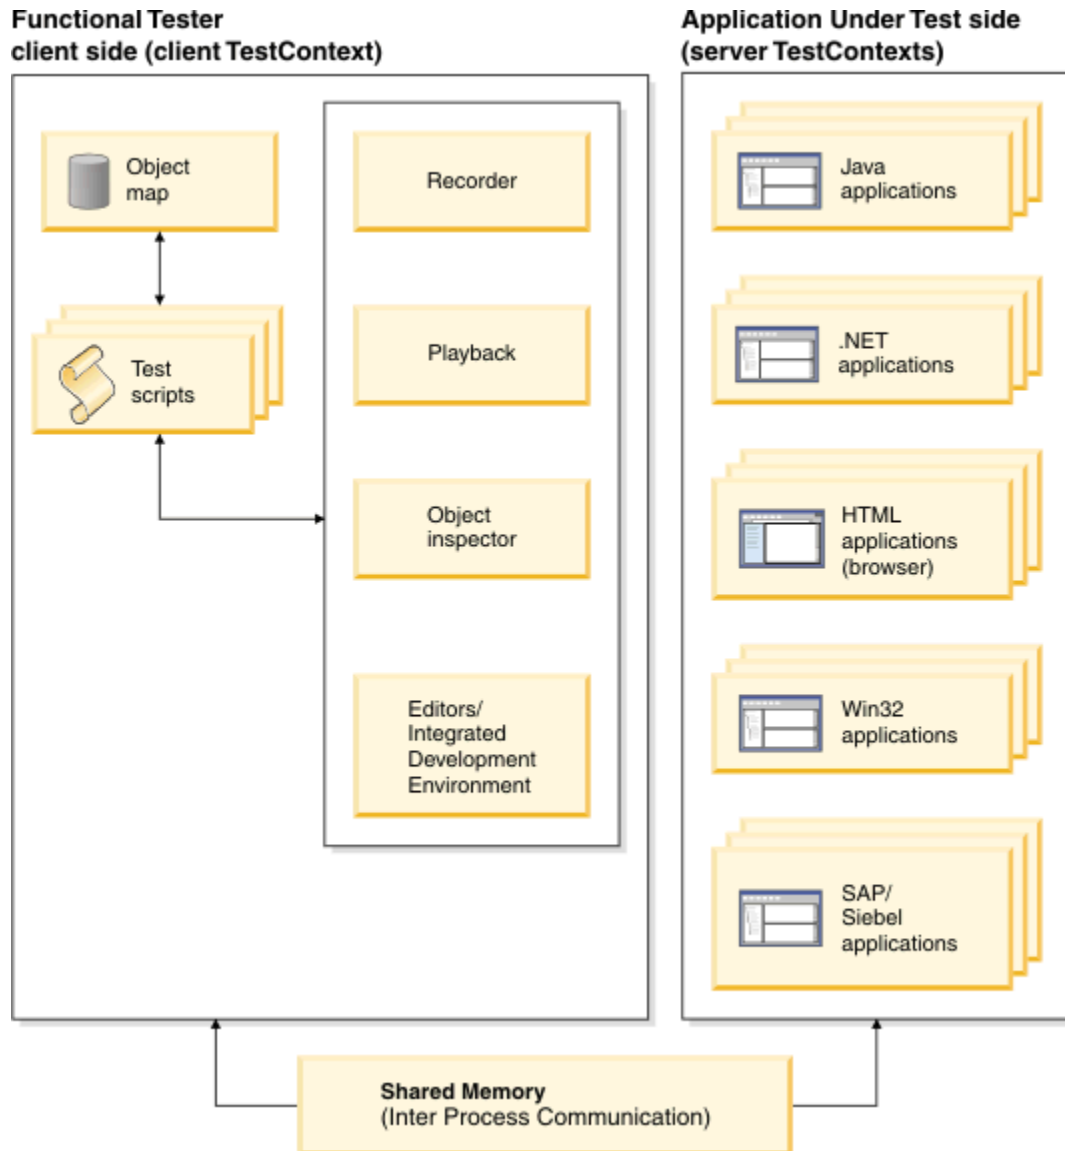 Functional Tester
client side (client TestContext)
Object
map
Test
scripts
Recorder
Playback
Object
inspector
Editors/
Integrated
Development
Environment
Application Under Test side
(server TestContexts)
Java
applications
.NET
applications
HTML
applications
(browser)
Win32
applications
SAP/
Siebel
applications
Shared Memory
(Inter Process Communication)